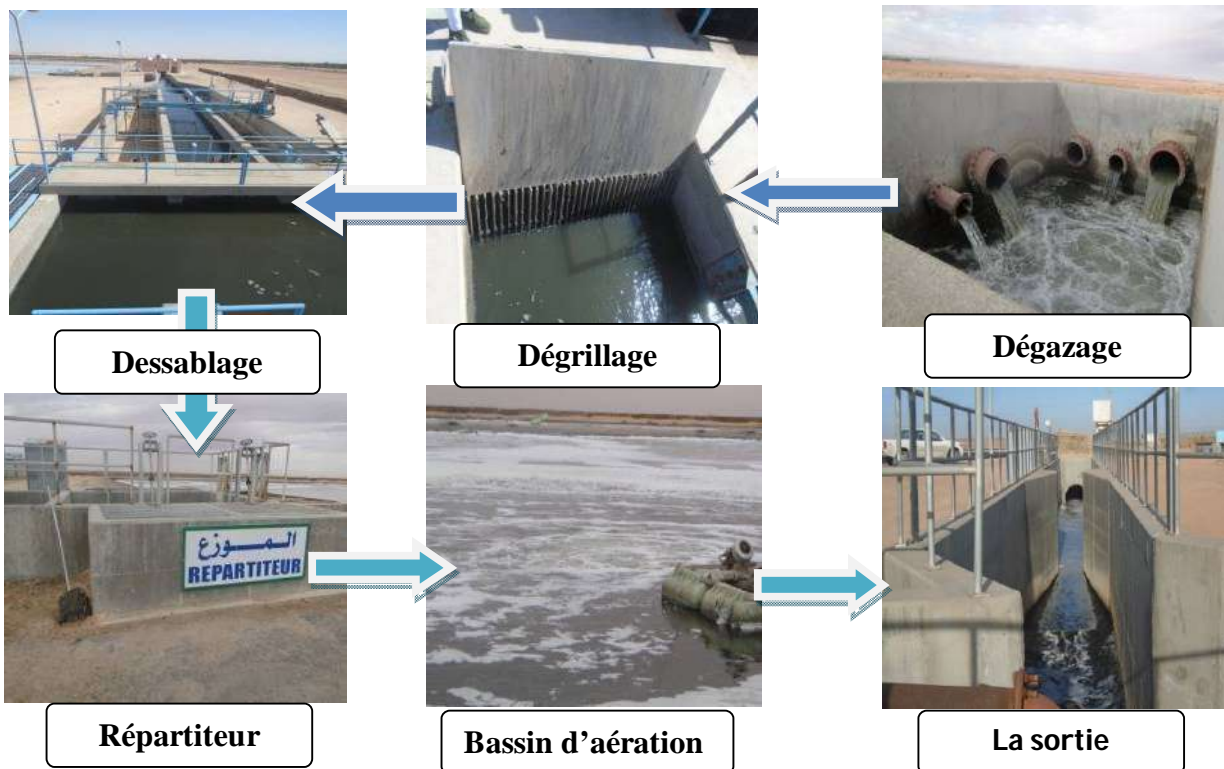 Dessablage
Dégrillage
Dégazage
الموزع
REPARTITEUR
Répartiteur
Bassin d’aération
La sortie